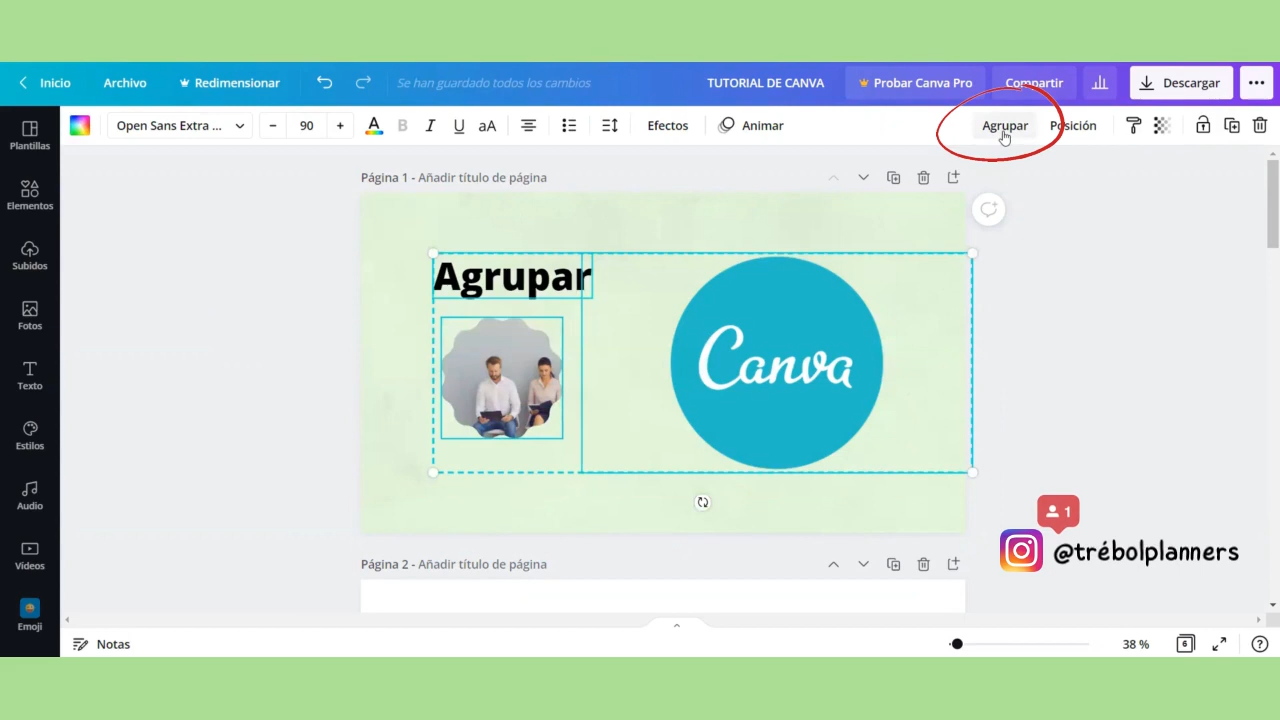 Inicio Archivo Redimensionar Se han guardado todos los cambios TUTORIAL DE CANVA Probar Canva Pro Compartir Descargar
Open Sans Extra ... 90 A B I U aA Efectos Animar Agrupar Posición
Plantillas
Elementos
Subidos
Fotos
Texto
Estilos
Audio
Vídeos
Emoji
Página 1 - Añadir título de página
Agrupar
Canva
1
@trébolplanners
Página 2 - Añadir título de página
Notas 38 % 6 ?